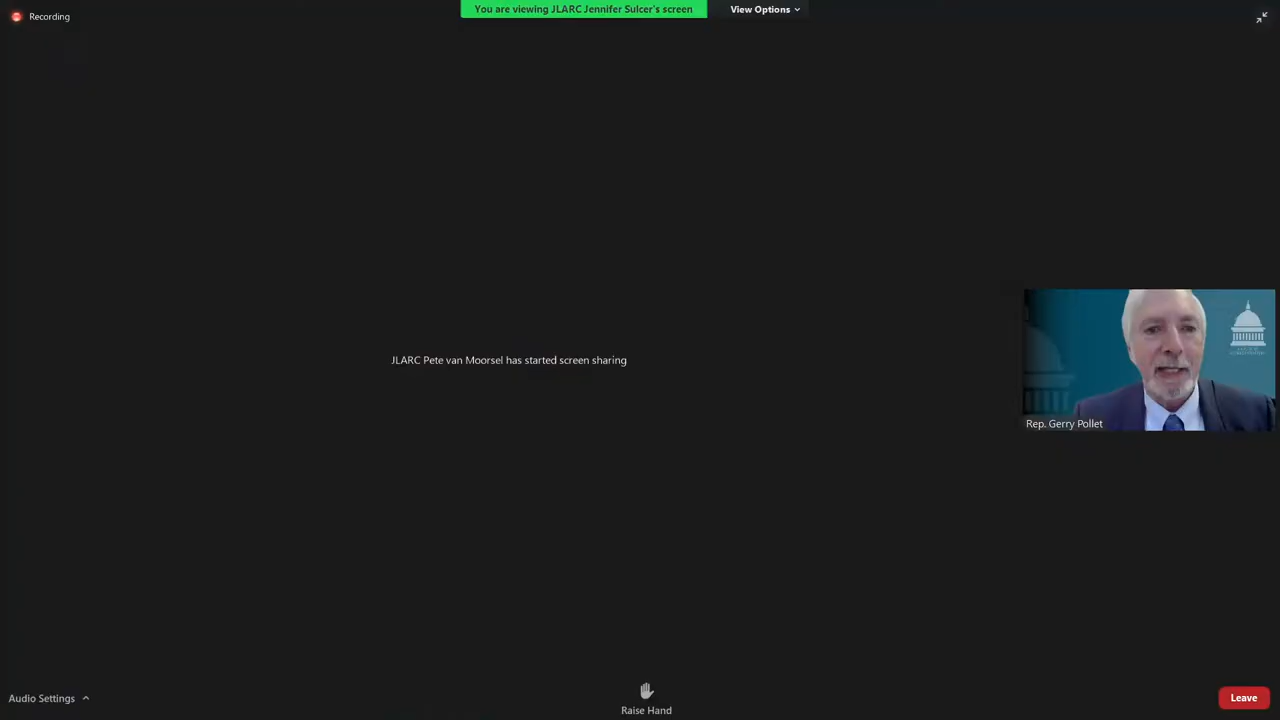 Recording
You are viewing JLARC Jennifer Sulcer's screen
View Options
JLARC Pete van Moorsel has started screen sharing
Rep. Gerry Pollet
Audio Settings
Raise Hand
Leave